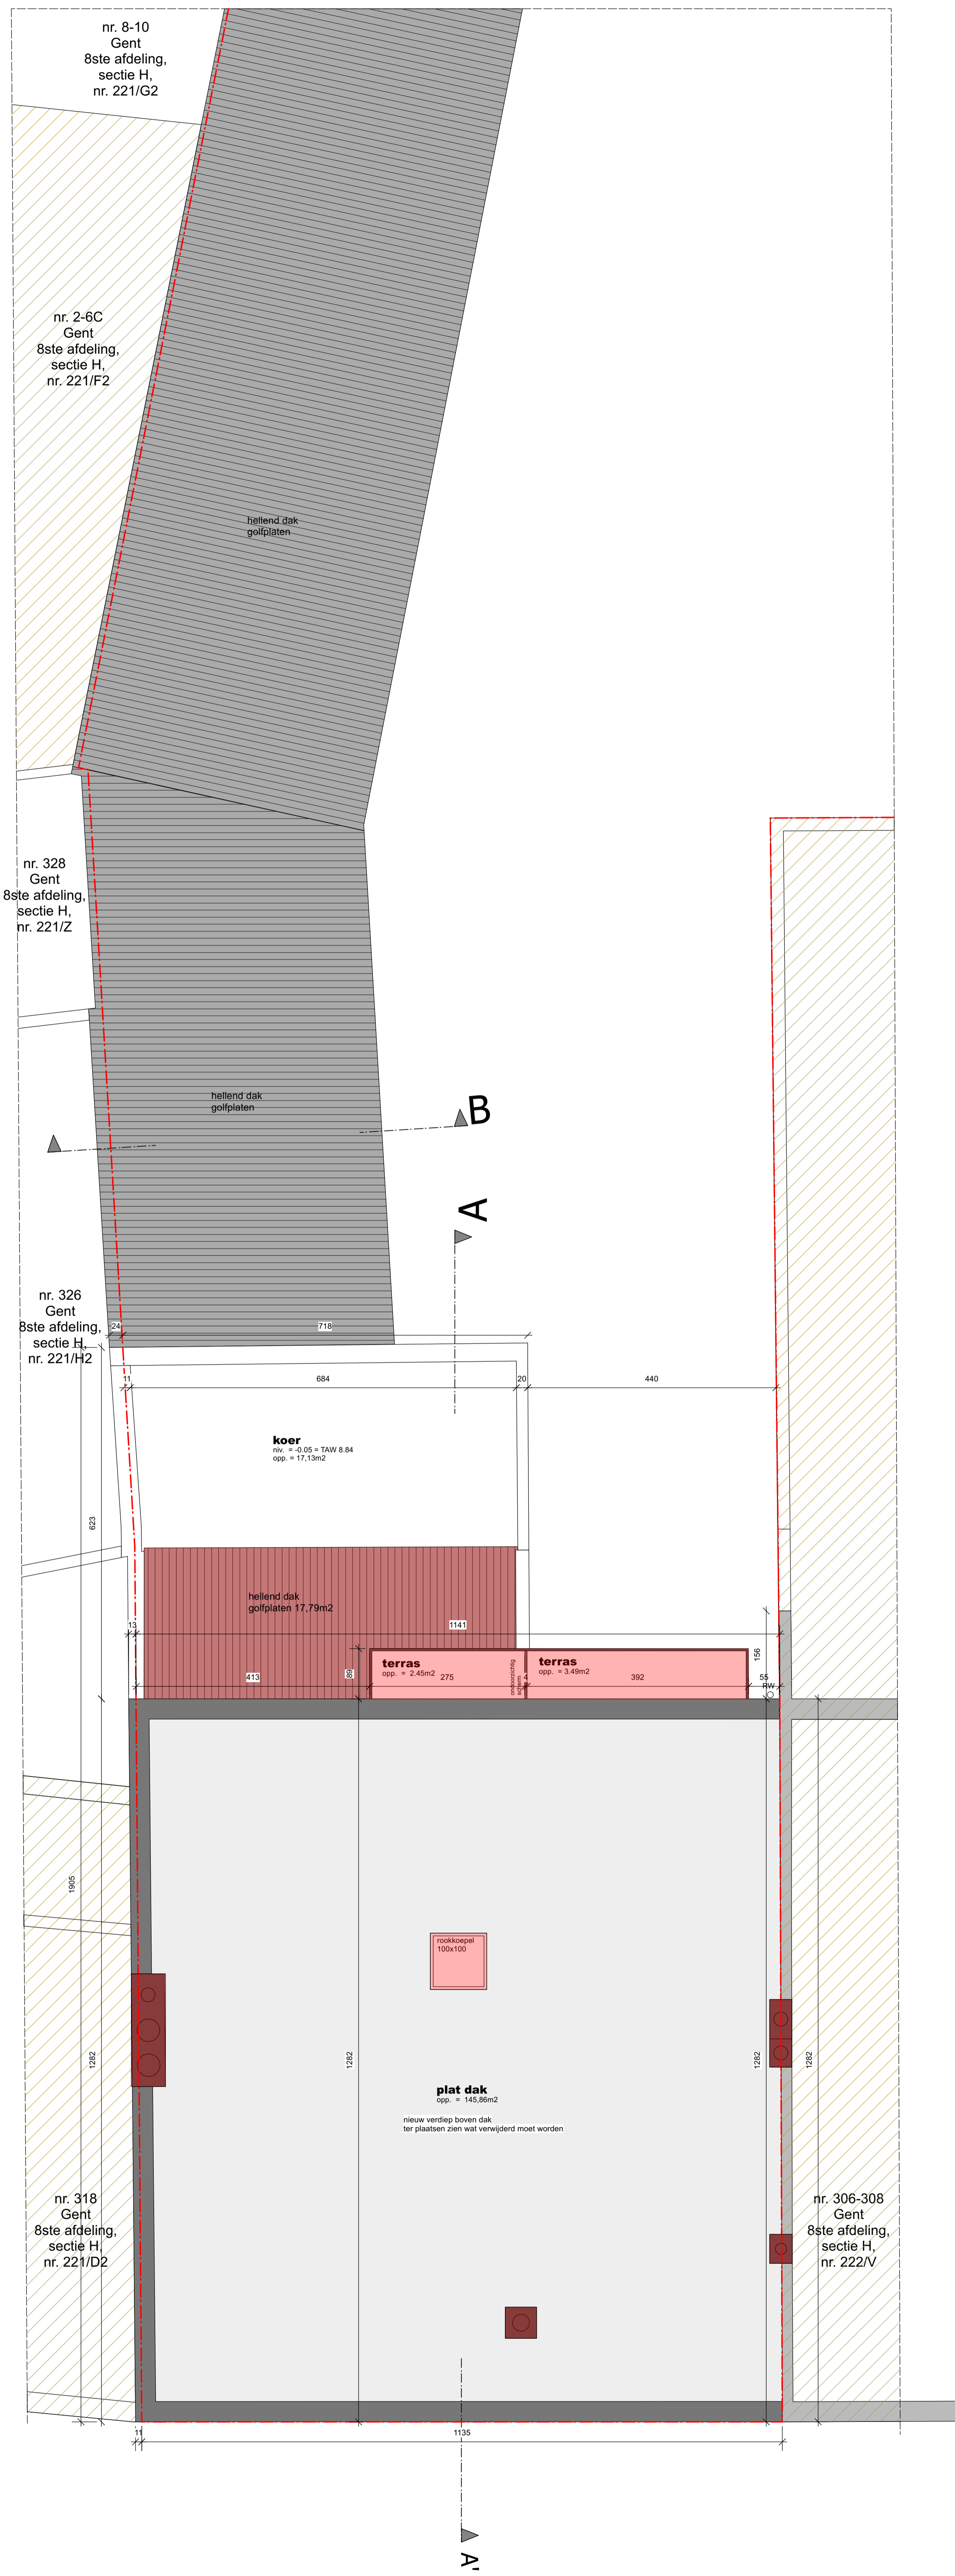 nr. 8-10
Gent
8ste afdeling,
sectie H,
nr. 221/G2
nr. 2-6C
Gent
8ste afdeling,
sectie H,
nr. 221/F2
hellend dak
golfplaten
nr. 328
Gent
8ste afdeling,
sectie H,
nr. 221/Z
hellend dak
golfplaten
B
A
nr. 326
Gent
8ste afdeling,
sectie H,
nr. 221/H2
24
718
11
684
20
440
koer
niv. = -0.05 = TAW 8.84
opp. = 17,13m2
623
hellend dak
golfplaten 17,79m2
13
1141
156
terras
opp. = 2.45m2
terras
opp. = 3.49m2
ondoorzichtig
scherm
413
89
275
4
392
55
RW
1905
1282
1282
1282
1282
rookkoepel
100x100
plat dak
opp. = 145,86m2
nieuw verdiep boven dak
ter plaatsen zien wat verwijderd moet worden
nr. 318
Gent
8ste afdeling,
sectie H,
nr. 221/D2
nr. 306-308
Gent
8ste afdeling,
sectie H,
nr. 222/V
11
1135
A'